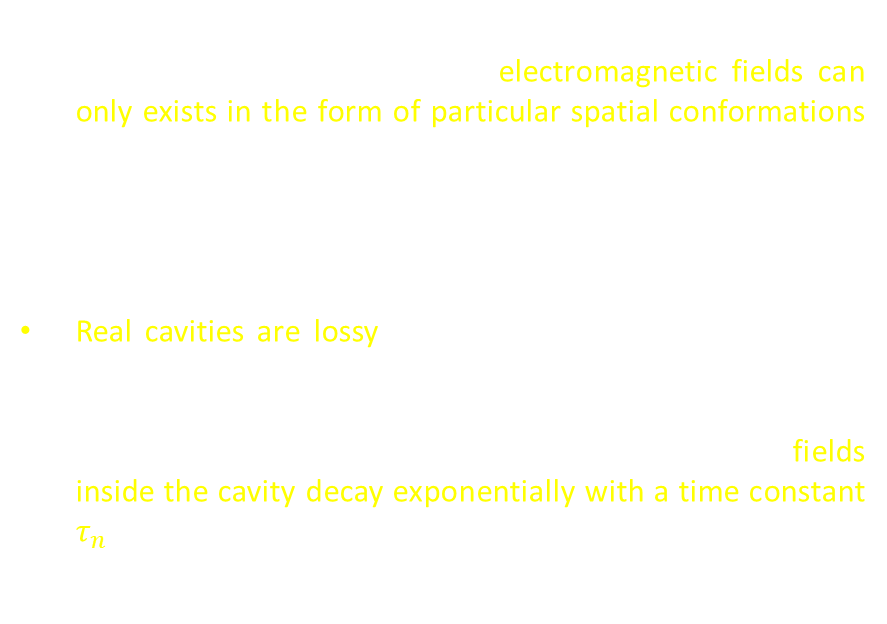 electromagnetic fields can
only exists in the form of particular spatial conformations
• Real cavities are lossy
fields
inside the cavity decay exponentially with a time constant
τₙ